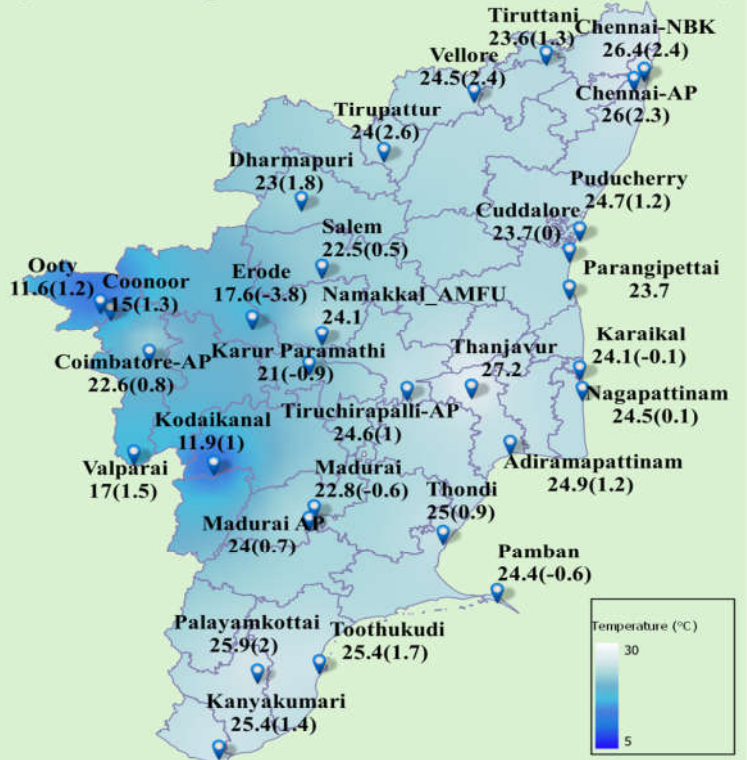 Tiruttani
23.6(1.3)
Chennai-NBK
26.4(2.4)
Vellore
24.5(2.4)
Chennai-AP
26(2.3)
Tirupattur
24(2.6)
Dharmapuri
23(1.8)
Puducherry
24.7(1.2)
Cuddalore
23.7(0)
Salem
22.5(0.5)
Ooty
11.6(1.2)
Coonoor
15(1.3)
Erode
17.6(-3.8)
Parangipettai
23.7
Namakkal_AMFU
24.1
Karaikal
24.1(-0.1)
Coimbatore-AP
22.6(0.8)
Karur Paramathi
21(-0.9)
Thanjavur
27.2
Nagapattinam
24.5(0.1)
Tiruchirapalli-AP
24.6(1)
Kodaikanal
11.9(1)
Adiramapattinam
24.9(1.2)
Valparai
17(1.5)
Madurai
22.8(-0.6)
Thondi
25(0.9)
Madurai AP
24(0.7)
Pamban
24.4(-0.6)
Palayamkottai
25.9(2)
Toothukudi
25.4(1.7)
Kanyakumari
25.4(1.4)
Temperature (°C)
30
5